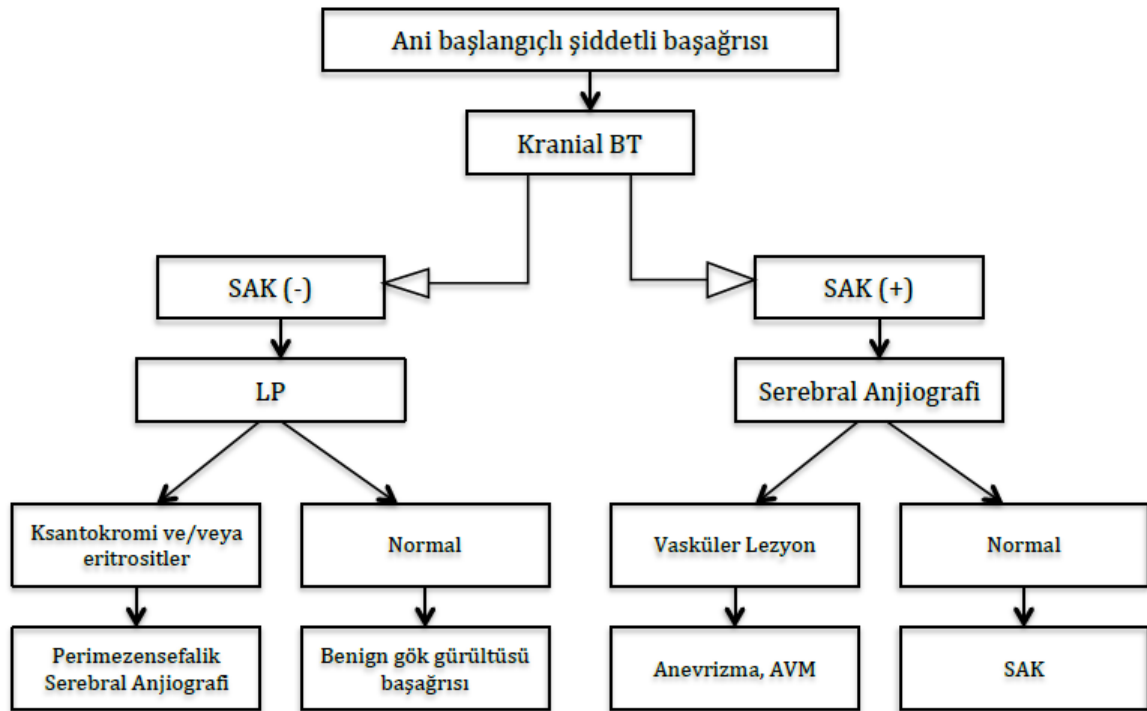 Ani başlangıçlı şiddetli başağrısı
Kranial BT
SAK (-)
SAK (+)
LP
Serebral Anjiografi
Ksantokromi ve/veya
eritrositler
Normal
Vasküler Lezyon
Normal
Perimezensefalik
Serebral Anjiografi
Benign gök gürültüsü
başağrısı
Anevrizma, AVM
SAK